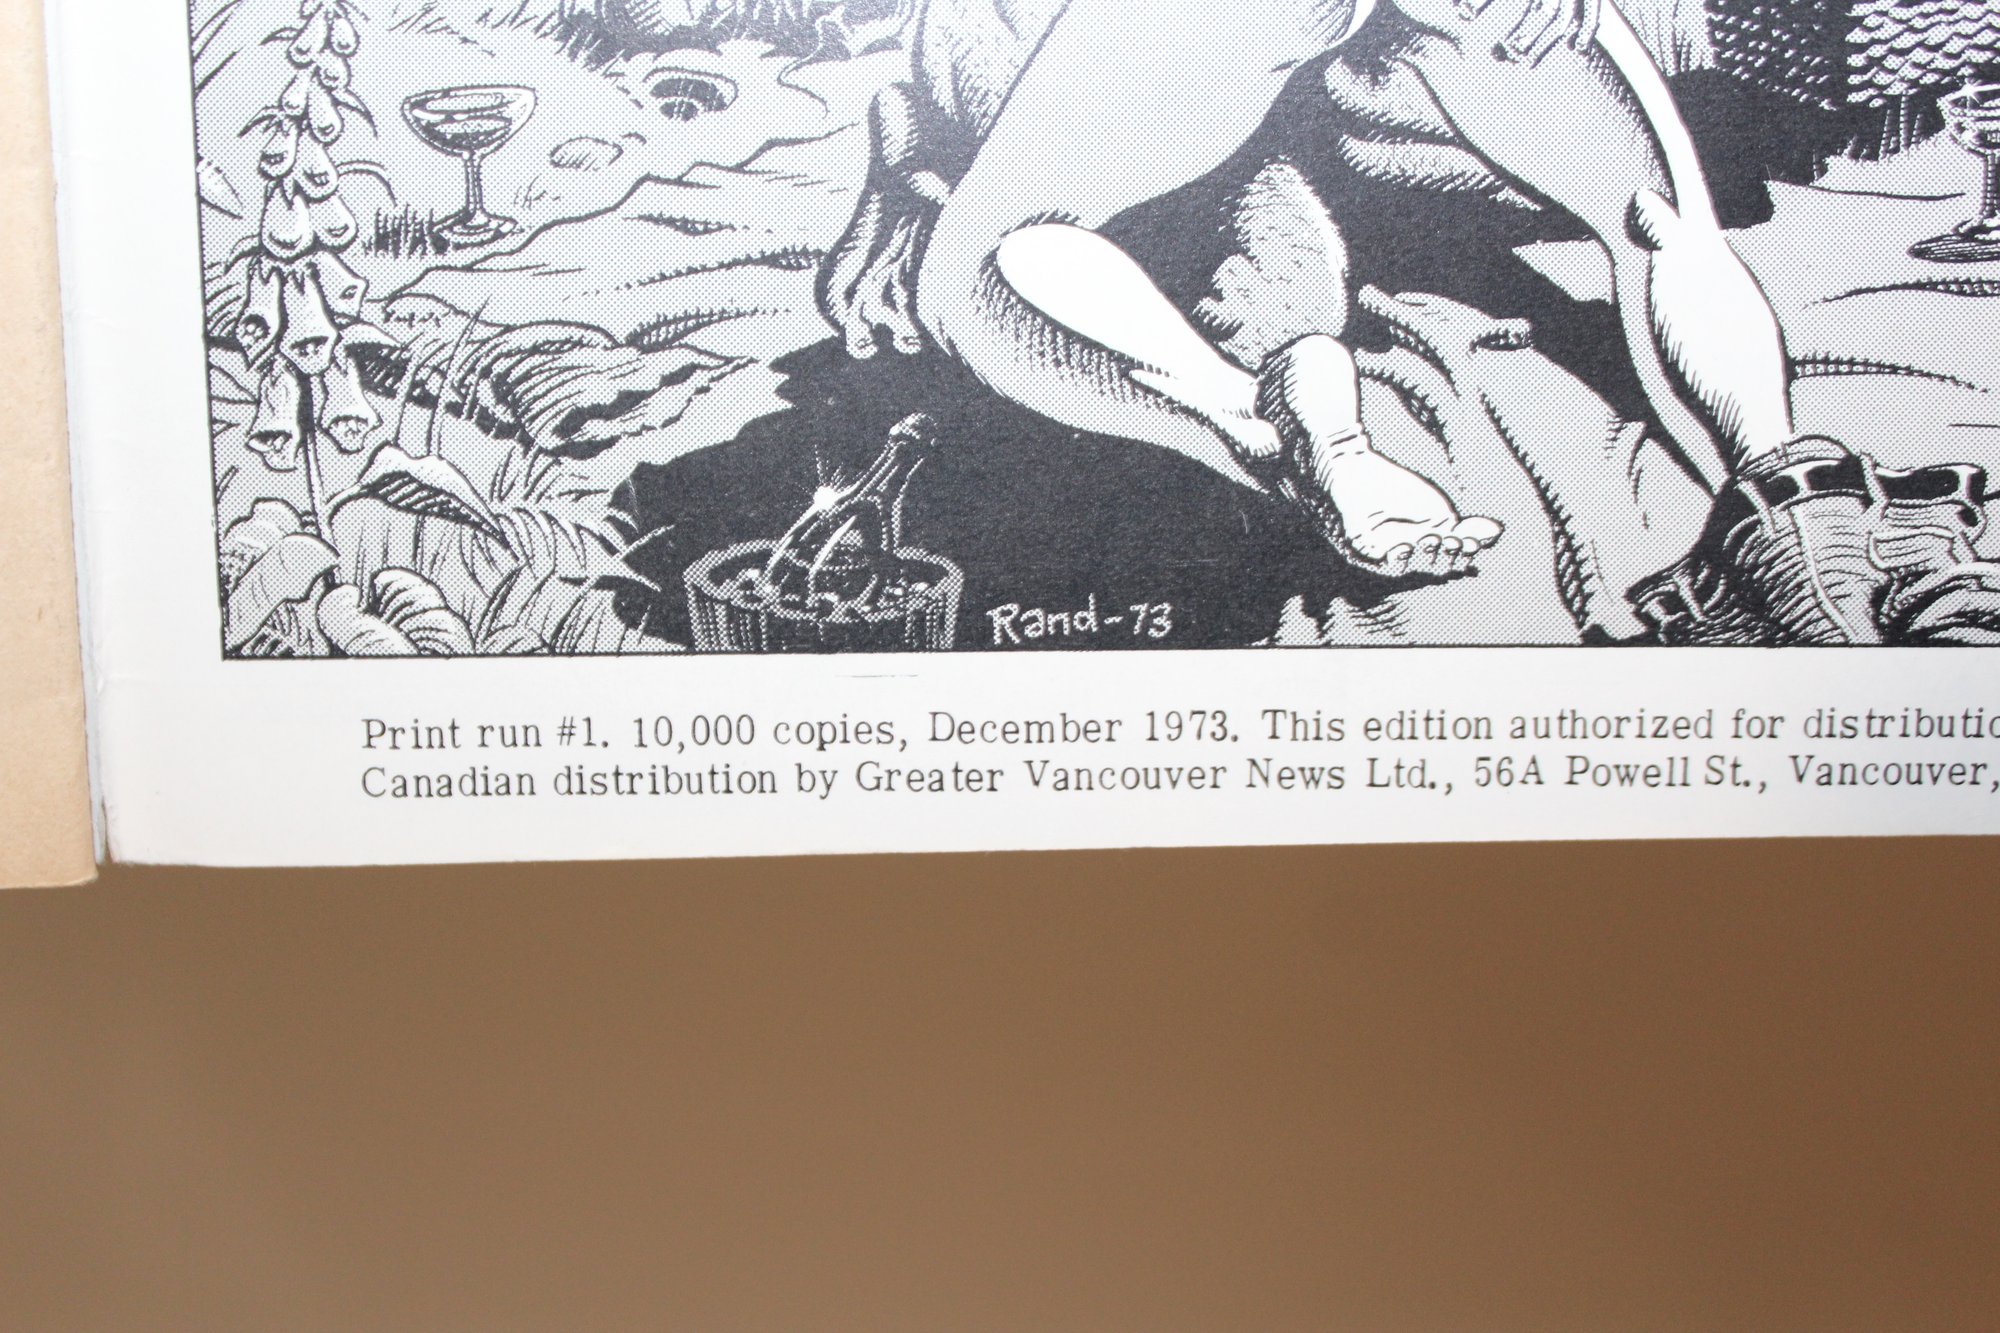 Rand-73
Print run #1. 10,000 copies, December 1973. This edition authorized for
Canadian distribution by Greater Vancouver News Ltd., 56A Powell St., Vancouver,